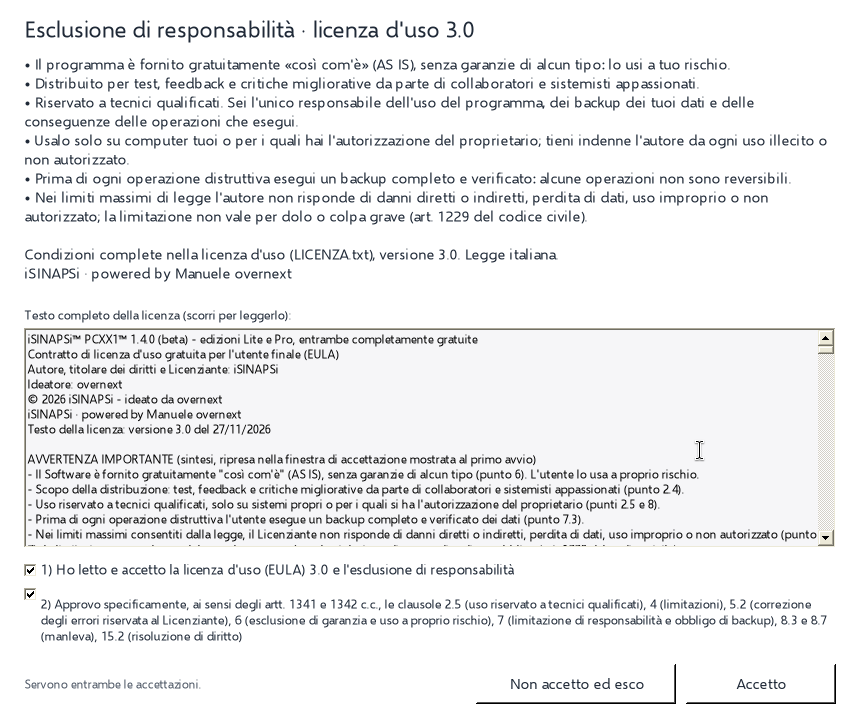 Esclusione di responsabilità · licenza d'uso 3.0
• Il programma è fornito gratuitamente «così com'è» (AS IS), senza garanzie di alcun tipo: lo usi a tuo rischio.
• Distribuito per test, feedback e critiche migliorative da parte di collaboratori e sistemisti appassionati.
• Riservato a tecnici qualificati. Sei l'unico responsabile dell'uso del programma, dei backup dei tuoi dati e delle
conseguenze delle operazioni che esegui.
• Usalo solo su computer tuoi o per i quali hai l'autorizzazione del proprietario; tieni indenne l'autore da ogni uso illecito o
non autorizzato.
• Prima di ogni operazione distruttiva esegui un backup completo e verificato: alcune operazioni non sono reversibili.
• Nei limiti massimi di legge l'autore non risponde di danni diretti o indiretti, perdita di dati, uso improprio o non
autorizzato; la limitazione non vale per dolo o colpa grave (art. 1229 del codice civile).
Condizioni complete nella licenza d'uso (LICENZA.txt), versione 3.0. Legge italiana.
iSINAPSi · powered by Manuele overnext
Testo completo della licenza (scorri per leggerlo):
iSINAPSi™ PCXX1™ 1.4.0 (beta) - edizioni Lite e Pro, entrambe completamente gratuite
Contratto di licenza d'uso gratuita per l'utente finale (EULA)
Autore, titolare dei diritti e Licenziante: iSINAPSi
Ideatore: overnext
© 2026 iSINAPSi - ideato da overnext
iSINAPSi · powered by Manuele overnext
Testo della licenza: versione 3.0 del 27/11/2026
AVVERTENZA IMPORTANTE (sintesi, ripresa nella finestra di accettazione mostrata al primo avvio)
- Il Software è fornito gratuitamente "così com'è" (AS IS), senza garanzie di alcun tipo (punto 6). L'utente lo usa a proprio rischio.
- Scopo della distribuzione: test, feedback e critiche migliorative da parte di collaboratori e sistemisti appassionati (punto 2.4).
- Uso riservato a tecnici qualificati, solo su sistemi propri o per i quali si ha l'autorizzazione del proprietario (punti 2.5 e 8).
- Prima di ogni operazione distruttiva l'utente esegue un backup completo e verificato dei dati (punto 7.3).
- Nei limiti massimi consentiti dalla legge, il Licenziante non risponde di danni diretti o indiretti, perdita di dati, uso improprio o non autorizzato (punto
1) Ho letto e accetto la licenza d'uso (EULA) 3.0 e l'esclusione di responsabilità
2) Approvo specificamente, ai sensi degli artt. 1341 e 1342 c.c., le clausole 2.5 (uso riservato a tecnici qualificati), 4 (limitazioni), 5.2 (correzione
degli errori riservata al Licenziante), 6 (esclusione di garanzia e uso a proprio rischio), 7 (limitazione di responsabilità e obbligo di backup), 8.3 e 8.7
(manleva), 15.2 (risoluzione di diritto)
Servono entrambe le accettazioni.
Non accetto ed esco
Accetto